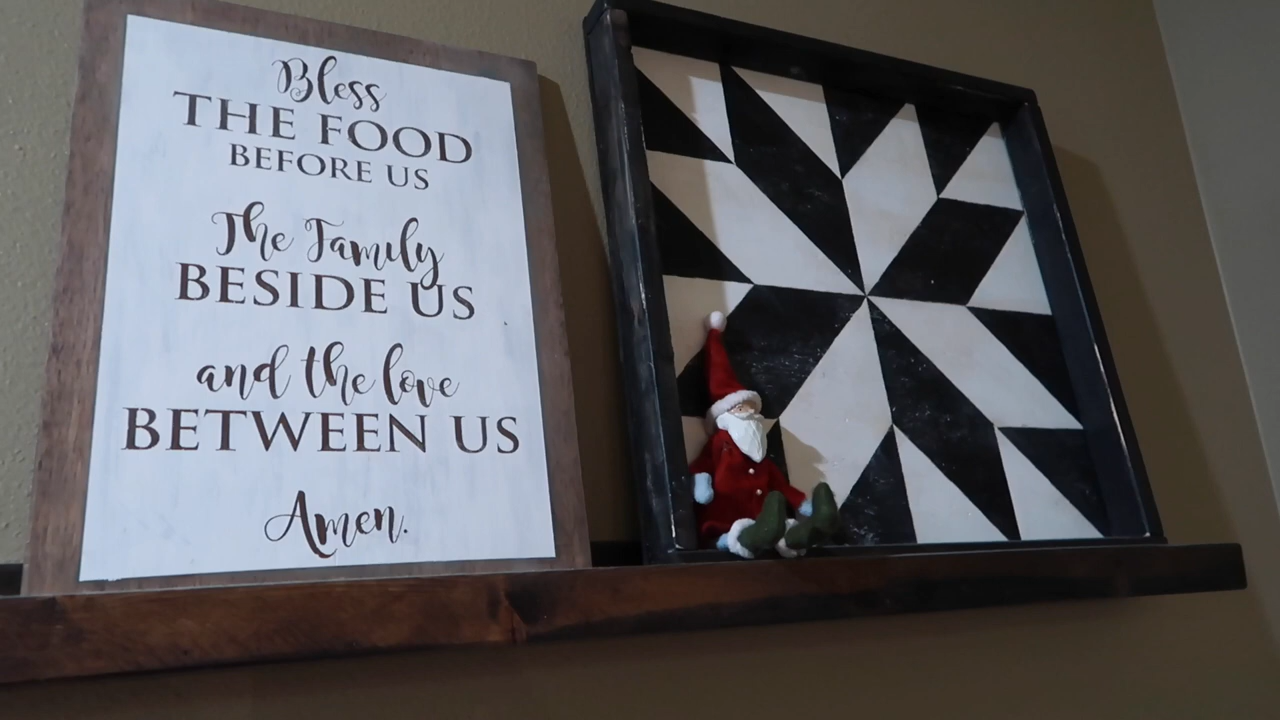 Bless
THE FOOD
BEFORE US
The Family
BESIDE US
and the love
BETWEEN US
Amen.